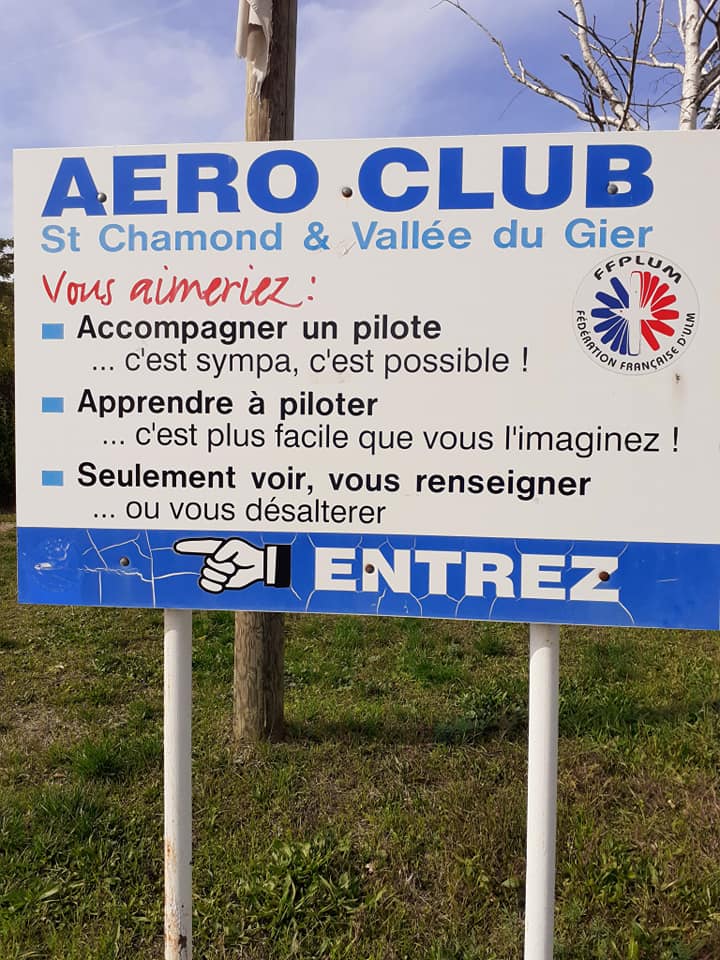 AERO CLUB
St Chamond & Vallée du Gier
Vous aimeriez :
Accompagner un pilote
... c'est sympa, c'est possible !
Apprendre à piloter
... c'est plus facile que vous l'imaginez !
Seulement voir, vous renseigner
... ou vous désalterer
ENTREZ
FFPLUM
FÉDÉRATION FRANÇAISE D'ULM